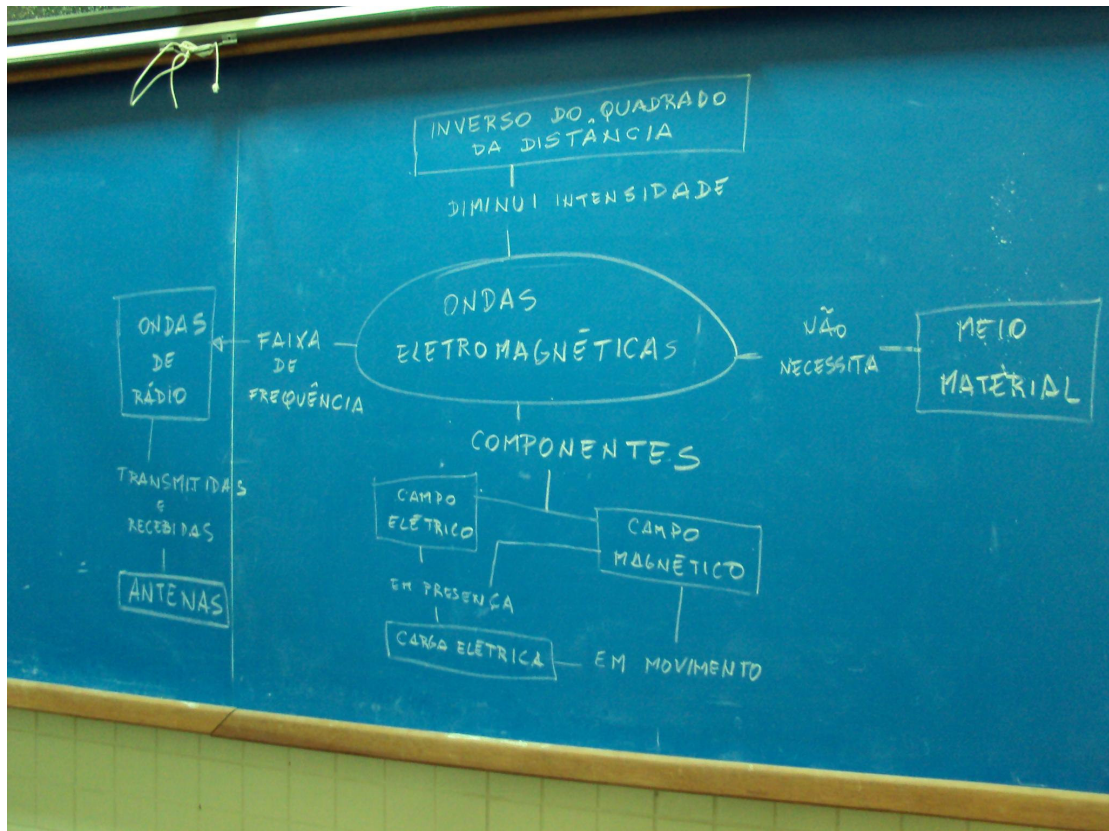 INVERSO DO QUADRADO
DA DISTÂNCIA
DIMINUI INTENSIDADE
ONDAS
ELETROMAGNÉTICAS
ONDAS
DE
RÁDIO
FAIXA
DE
FREQUÊNCIA
NÃO
NECESSITA
MEIO
MATERIAL
TRANSMITIDAS
E
RECEBIDAS
ANTENAS
COMPONENTES
CAMPO
ELÉTRICO
CAMPO
MAGNÉTICO
EM PRESENÇA
CARGA ELÉTRICA
EM MOVIMENTO